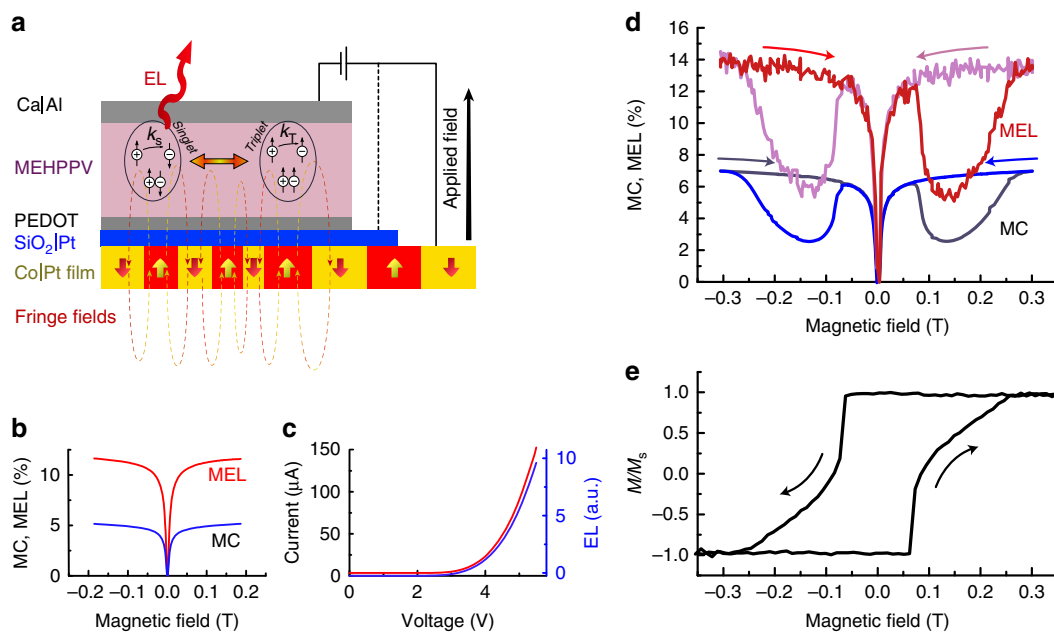 a
EL
Ca|Al
MEHPPV
PEDOT
SiO2|Pt
Co|Pt film
Fringe fields
Singlet
Triplet
kS
kT
+
−
+
−
+
−
+
−
Applied field
b
MC, MEL (%)
10
5
0
MEL
MC
−0.2
−0.1
0.0
0.1
0.2
Magnetic field (T)
c
Current (μA)
150
100
50
25
0
0
2
4
Voltage (V)
10
5
0
EL (a.u.)
d
MC, MEL (%)
16
14
12
10
8
6
4
2
0
MEL
MC
−0.3
−0.2
−0.1
0.0
0.1
0.2
0.3
Magnetic field (T)
e
M/Ms
1.0
0.5
0.0
−0.5
−1.0
−0.3
−0.2
−0.1
0.0
0.1
0.2
0.3
Magnetic field (T)